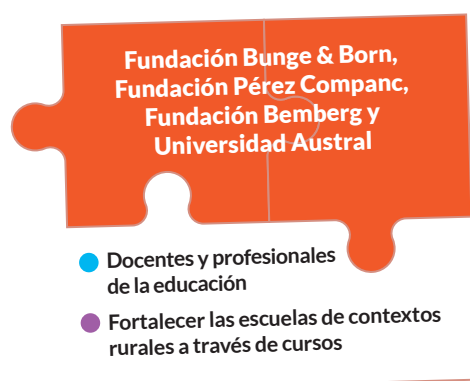 Fundación Bunge & Born,
Fundación Pérez Companc,
Fundación Bemberg y
Universidad Austral
Docentes y profesionales
de la educación
Fortalecer las escuelas de contextos
rurales a través de cursos